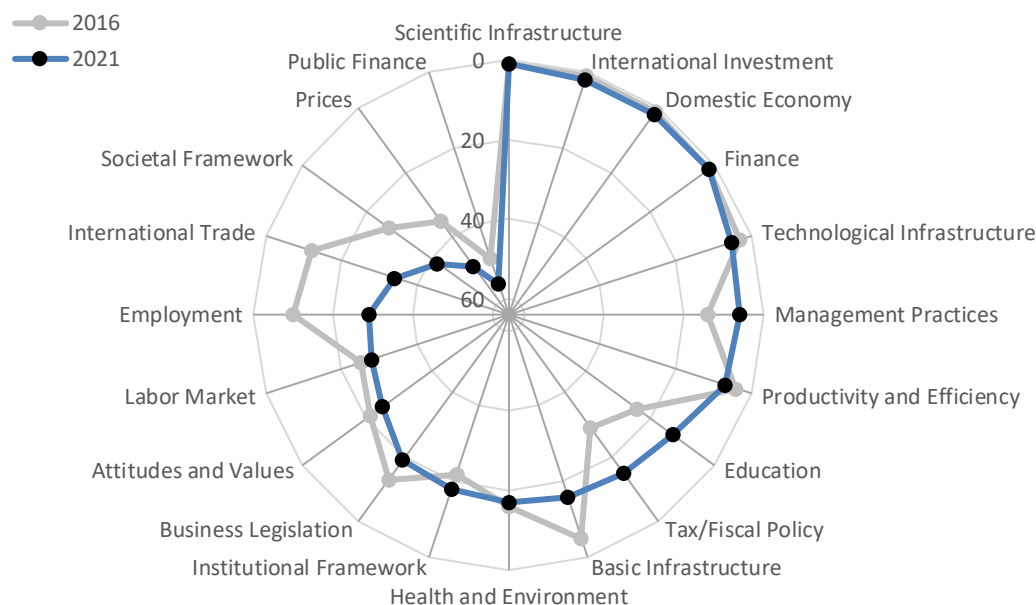 2016
2021
Scientific Infrastructure
International Investment
Domestic Economy
Finance
Technological Infrastructure
Management Practices
Productivity and Efficiency
Education
Tax/Fiscal Policy
Basic Infrastructure
Health and Environment
Institutional Framework
Business Legislation
Attitudes and Values
Labor Market
Employment
International Trade
Societal Framework
Prices
Public Finance
0
20
40
60